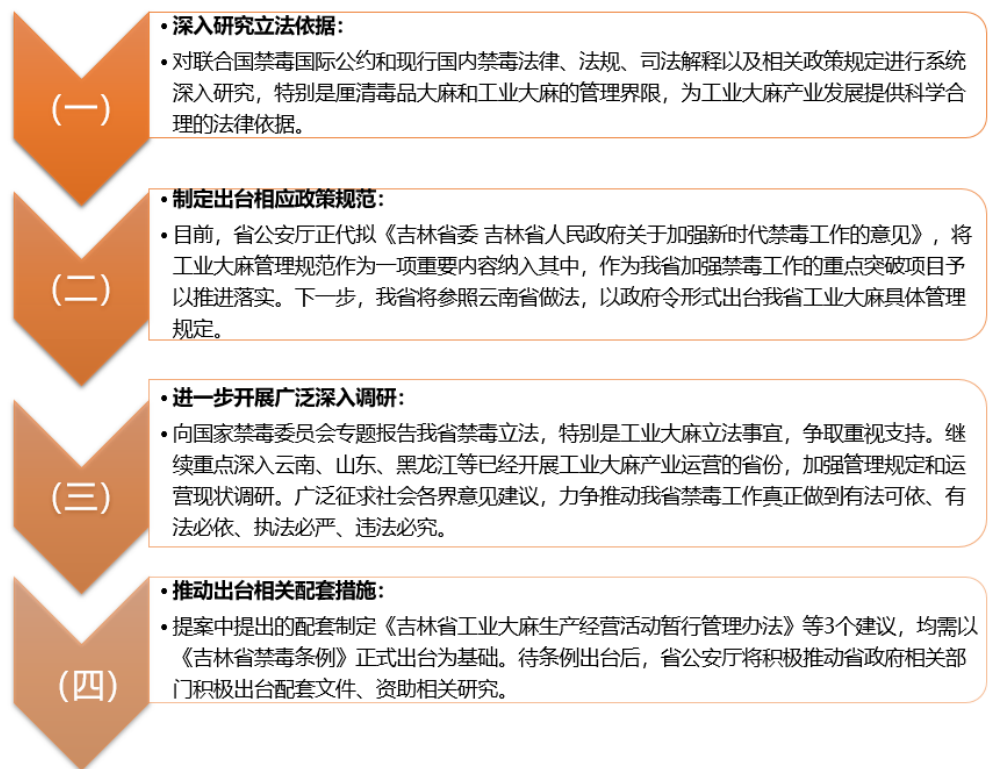 (一)
• 深入研究立法依据：
• 对联合国禁毒国际公约和现行国内禁毒法律、法规、司法解释以及相关政策规定进行系统
深入研究，特别是厘清毒品大麻和工业大麻的管理界限，为工业大麻产业发展提供科学合
理的法律依据。
(二)
• 制定出台相应政策规范：
• 目前，省公安厅正代拟《吉林省委 吉林省人民政府关于加强新时代禁毒工作的意见》，将
工业大麻管理规范作为一项重要内容纳入其中，作为我省加强禁毒工作的重点突破项目予
以推进落实。下一步，我省将参照云南省做法，以政府令形式出台我省工业大麻具体管理
规定。
(三)
• 进一步开展广泛深入调研：
• 向国家禁毒委员会专题报告我省禁毒立法，特别是工业大麻立法事宜，争取重视支持。继
续重点深入云南、山东、黑龙江等已经开展工业大麻产业运营的省份，加强管理规定和运
营现状调研。广泛征求社会各界意见建议，力争推动我省禁毒工作真正做到有法可依、有
法必依、执法必严、违法必究。
(四)
• 推动出台相关配套措施：
• 提案中提出的配套制定《吉林省工业大麻生产经营活动暂行管理办法》等3个建议，均需以
《吉林省禁毒条例》正式出台为基础。待条例出台后，省公安厅将积极推动省政府相关部
门积极出台配套文件、资助相关研究。